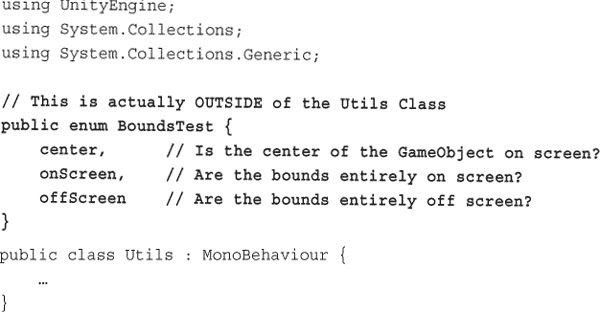 using UnityEngine;
using System.Collections;
using System.Collections.Generic;
// This is actually OUTSIDE of the Utils Class
public enum BoundsTest {
    center,      // Is the center of the GameObject on screen?
    onScreen,    // Are the bounds entirely on screen?
    offScreen    // Are the bounds entirely off screen?
}
public class Utils : MonoBehaviour {
    …
}